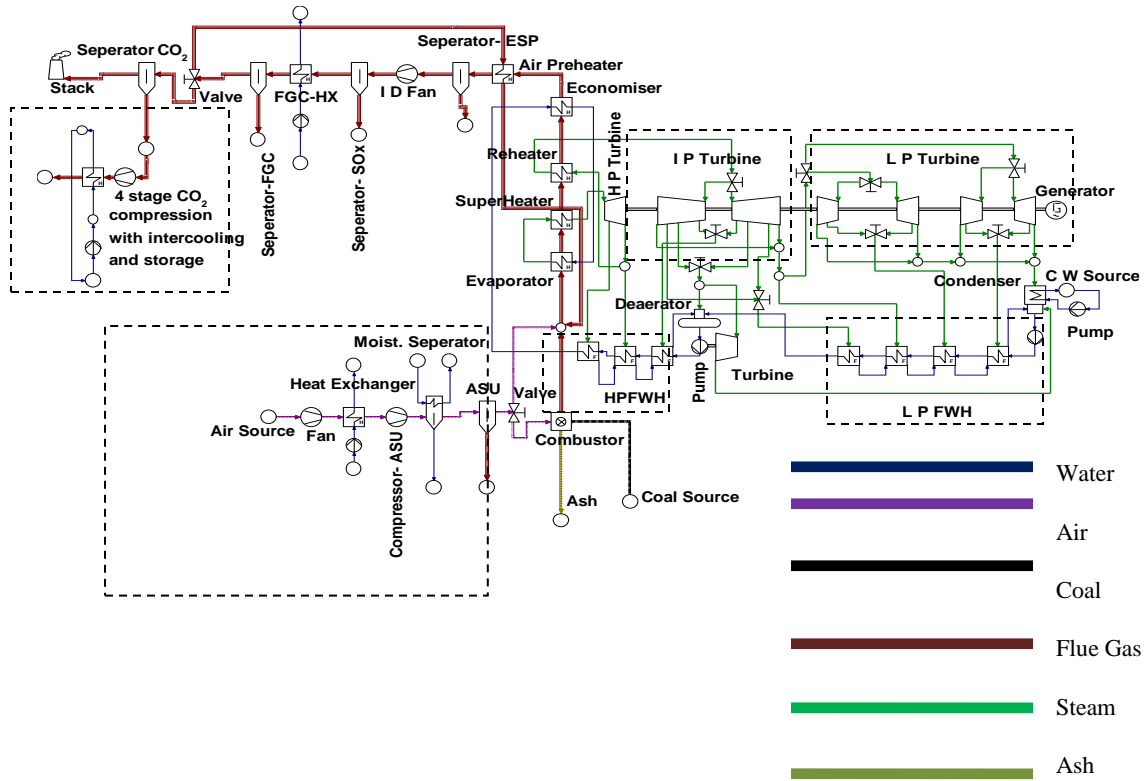 Seperator- ESP
Seperator CO2
Air Preheater
Economiser
Stack
Valve
FGC-HX
I D Fan
H P Turbine
I P Turbine
L P Turbine
Reheater
Generator
4 stage CO2
compression
with intercooling
and storage
Seperator-FGC
Seperator- SOx
SuperHeater
Evaporator
Condenser
C W Source
Deaerator
Pump
Moist. Seperator
Heat Exchanger
ASU
Valve
HPFWH
Pump
Turbine
L P FWH
Air Source
Fan
Compressor- ASU
Combustor
Ash
Coal Source
Water
Air
Coal
Flue Gas
Steam
Ash